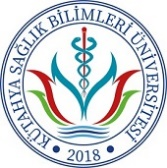 KÜTAHYA SAĞLIK BİLİMLERİ ÜNİVERSİTESİ
2018